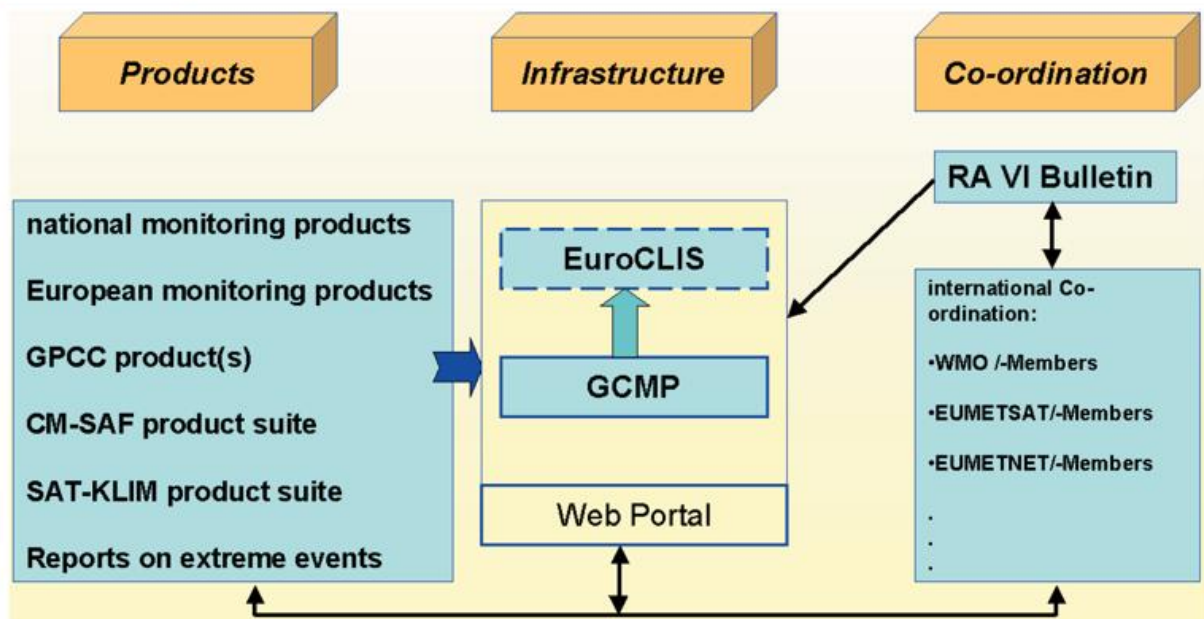 Products
Infrastructure
Co-ordination
national monitoring products
European monitoring products
GPCC product(s)
CM-SAF product suite
SAT-KLIM product suite
Reports on extreme events
EuroCLIS
GCMP
Web Portal
RA VI Bulletin
international Co-
ordination:
•WMO /-Members
•EUMETSAT/-Members
•EUMETNET/-Members
.
.
.